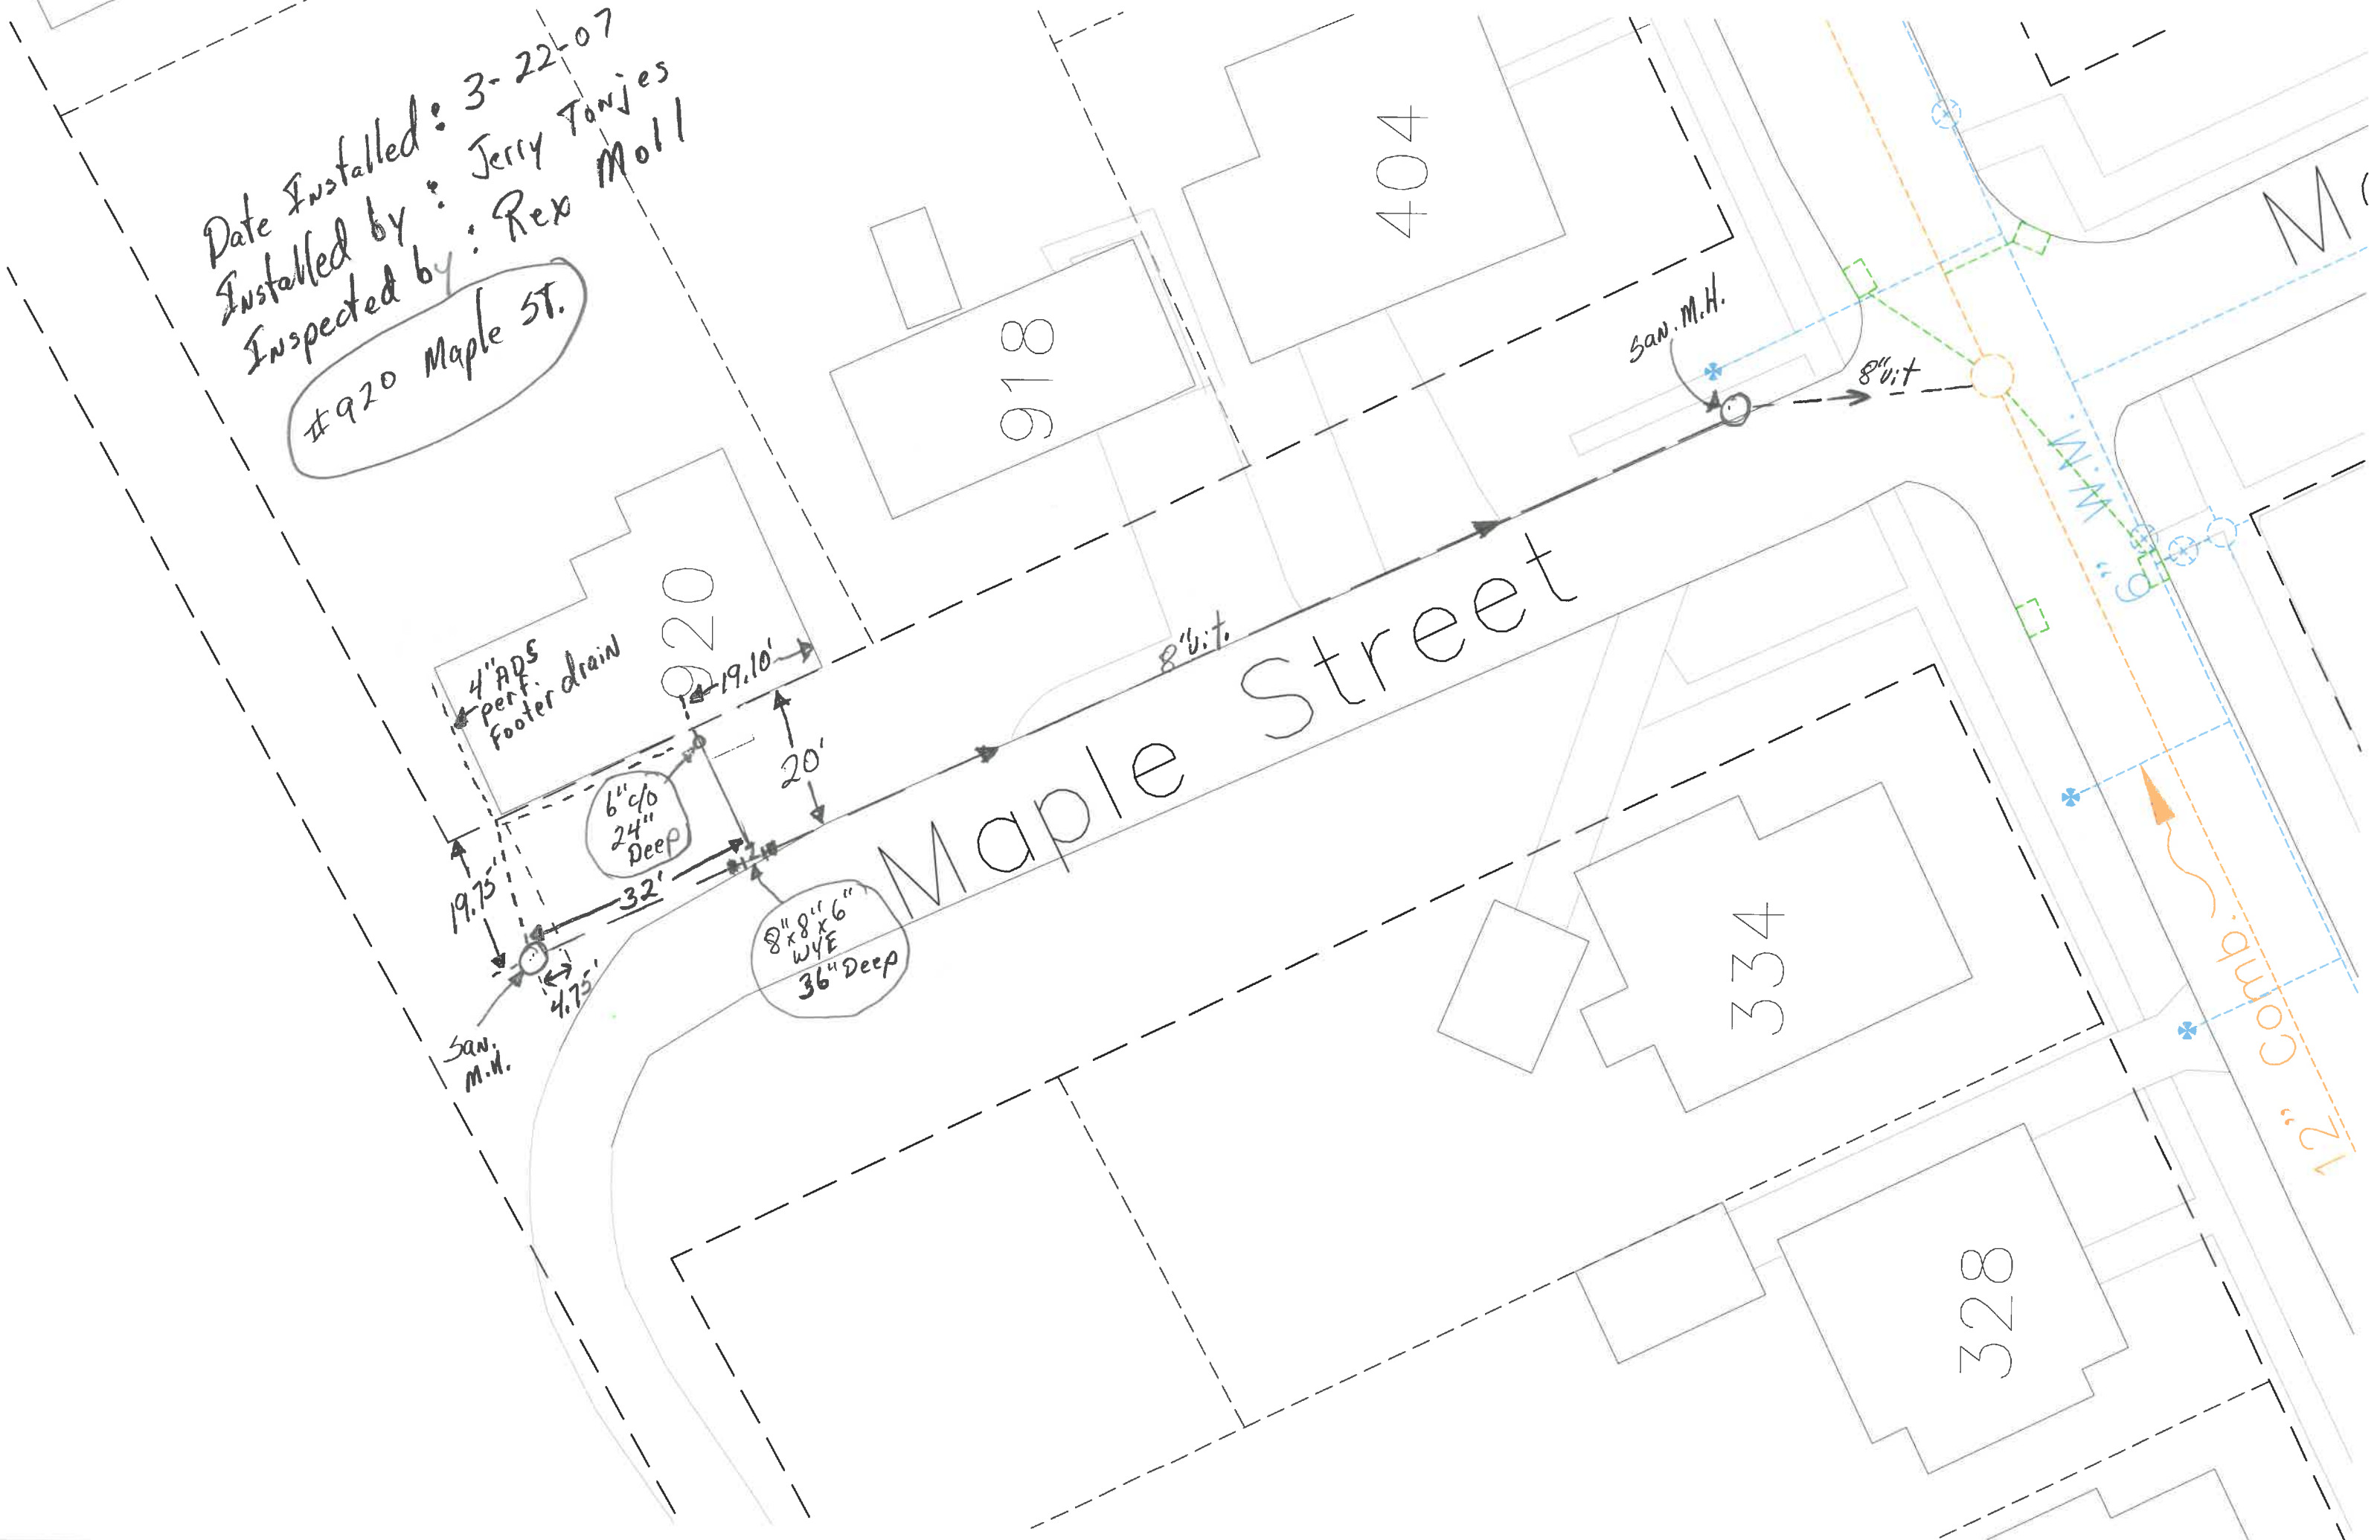 Date Installed: 3-22-07
Installed by: Jerry Tonjes
Inspected by: Rex Moll
#920 Maple St.
404
918
920
San. M.H.
8"vit
6" W.M.
4" ADS
perf.
Footer drain
19.10'
20'
8"vit.
Maple Street
6" c/o
24"
Deep
32'
19.75'
4.75'
8"x8"x6"
WYE
36" Deep
San.
M.H.
334
328
12" Comb.